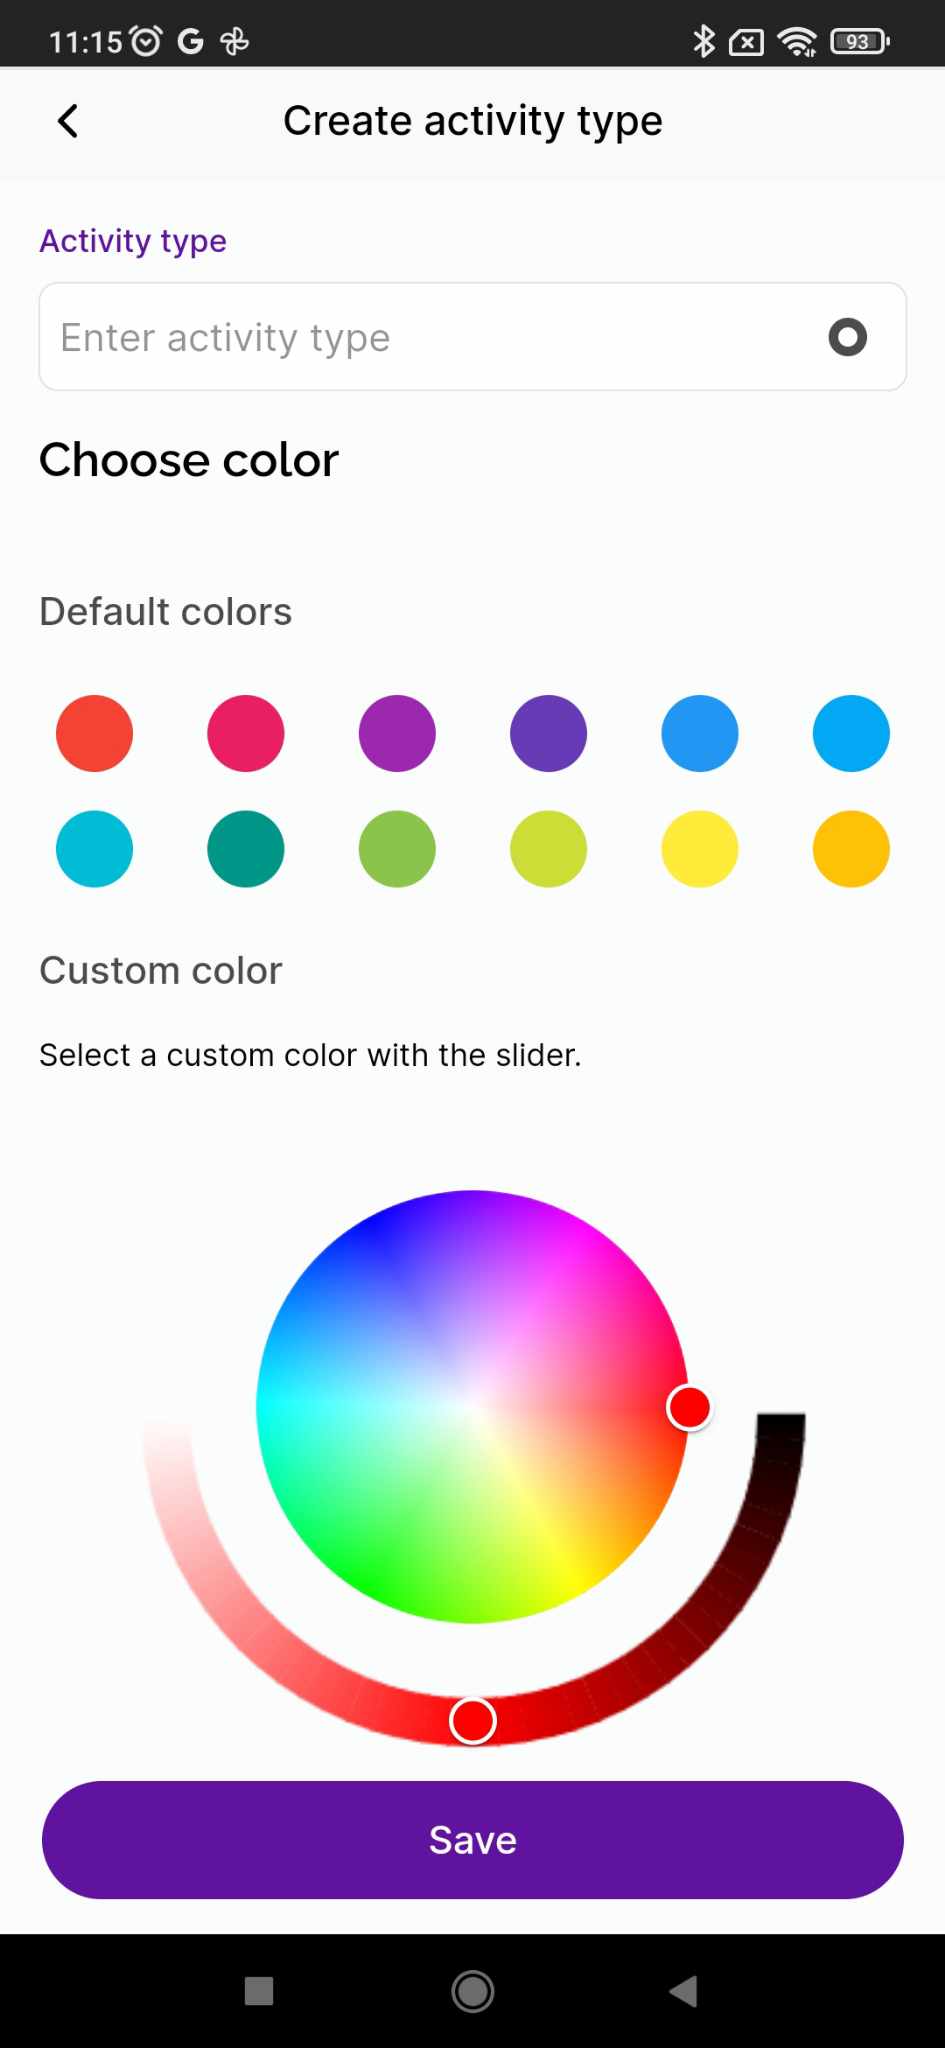 11:15
93
Create activity type
Activity type
Enter activity type
Choose color
Default colors
Custom color
Select a custom color with the slider.
Save